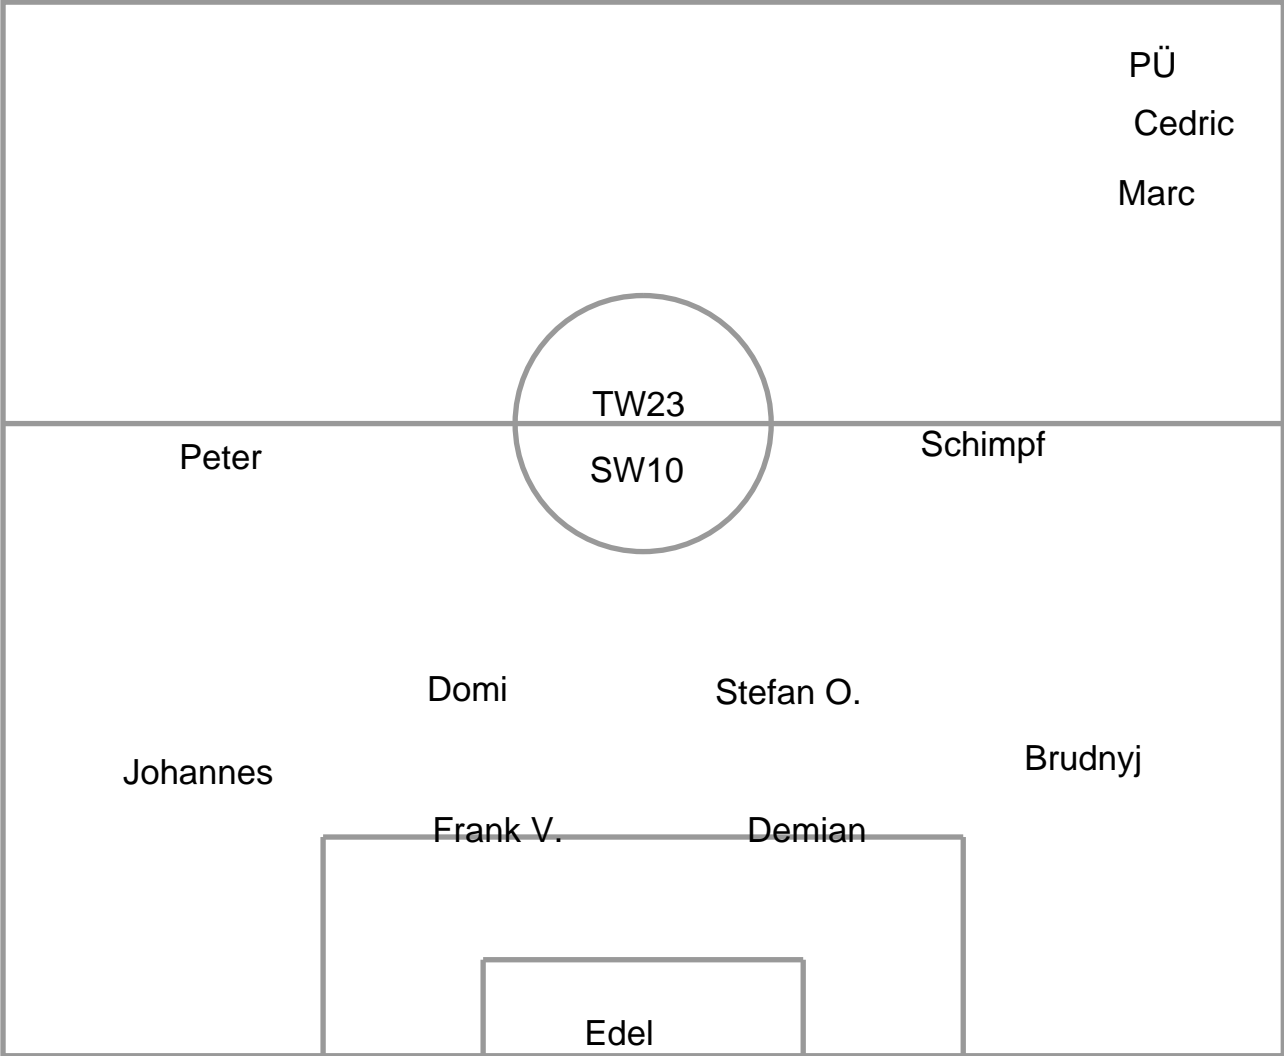 PÜ
Cedric
Marc
TW23
Peter
Schimpf
SW10
Domi
Stefan O.
Johannes
Brudnyj
Frank V.
Demian
Edel